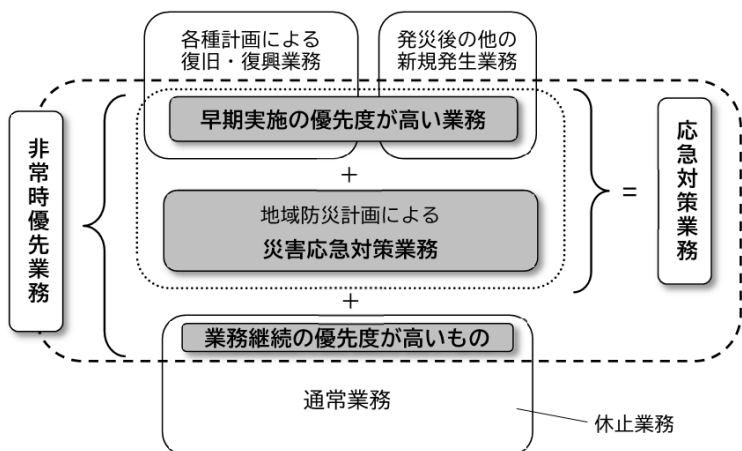 各種計画による
復旧・復興業務
発災後の他の
新規発生業務
早期実施の優先度が高い業務
+
地域防災計画による
災害応急対策業務
+
業務継続の優先度が高いもの
通常業務
休止業務
非常時優先業務
=
応急対策業務